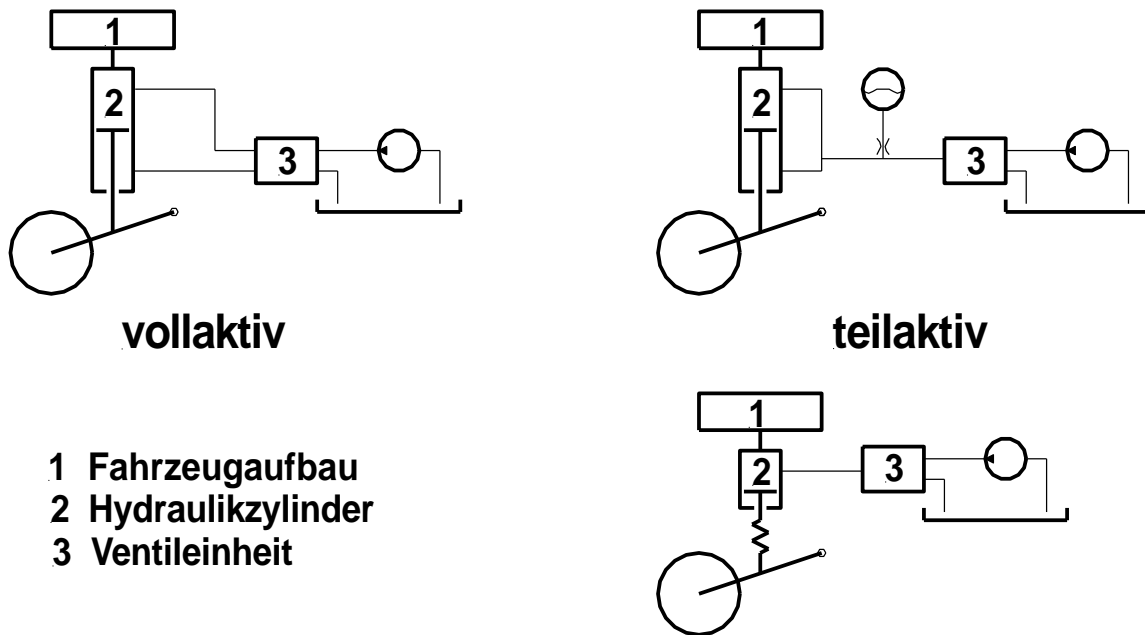 1
2
3
vollaktiv
1
2
3
teilaktiv
1 Fahrzeugaufbau
2 Hydraulikzylinder
3 Ventileinheit
1
2
3